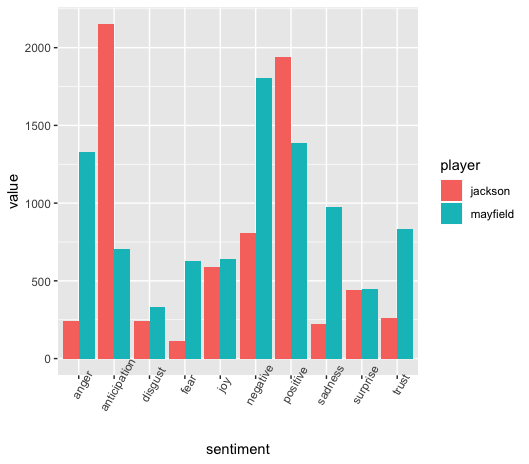 2000
1500
1000
500
0
value
anger
anticipation
disgust
fear
joy
negative
positive
sadness
surprise
trust
sentiment
player
jackson
mayfield